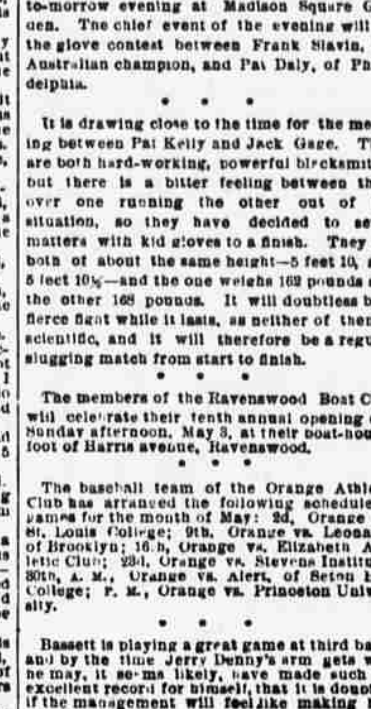 to-morrow evening at Madison Square G
den. The chief event of the evening will
the glove contest between Frank Slavin,
Australian champion, and Pat Daly, of Ph
delphia.
* * *
It is drawing close to the time for the me
ing between Pat Kelly and Jack Gage. T
are both hard-working, powerful blacksmit
but there is a bitter feeling between th
over one running the other out of
situation, so they have decided to se
matters with kid gloves to a finish. They
both of about the same height—5 feet 10,
5 feet 10½—and the one weighs 162 pounds
the other 168 pounds. It will doubtless b
fierce fight while it lasts, as neither of them
scientific, and it will therefore be a regu
slugging match from start to finish.
* * *
The members of the Ravenswood Boat C
will celebrate their tenth annual opening
Sunday afternoon, May 3, at their boat-hou
foot of Harris avenue, Ravenswood.
* * *
The baseball team of the Orange Athle
Club has arranged the following schedule
games for the month of May: 2d, Orange
St. Louis College; 9th, Orange vs. Leona
of Brooklyn; 16.h, Orange vs. Elizabeth A
letic Club; 23d, Orange vs. Stevens Institu
30th, A. M., Orange vs. Alert, of Seton H
College; P. M., Orange vs. Princeton Univ
sity.
* * *
Bassett is playing a great game at third ba
and by the time Jerry Denny's arm gets w
he may, it seems likely, have made such
excellent record for himself, that it is doubt
if the management will feel like making